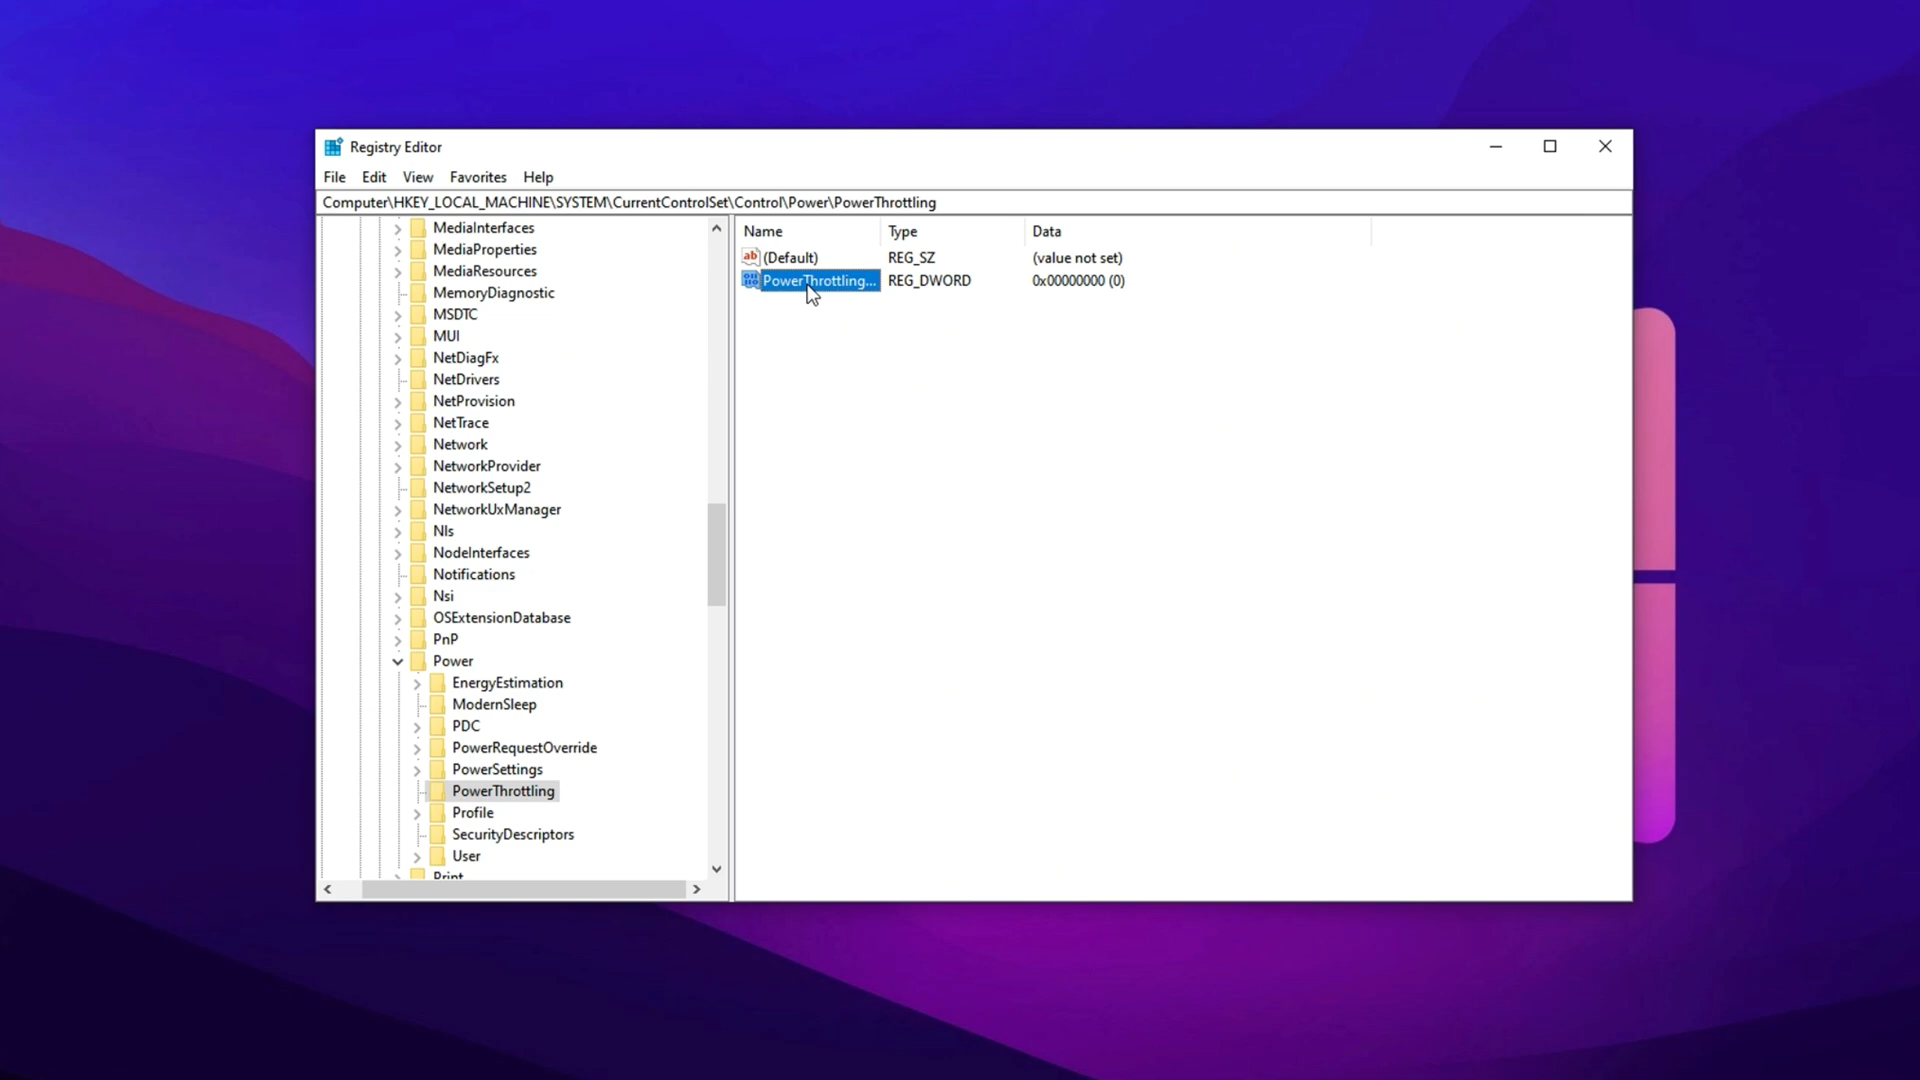 Registry Editor
File Edit View Favorites Help
Computer\HKEY_LOCAL_MACHINE\SYSTEM\CurrentControlSet\Control\Power\PowerThrottling
MediaInterfaces
MediaProperties
MediaResources
MemoryDiagnostic
MSDTC
MUI
NetDiagFx
NetDrivers
NetProvision
NetTrace
Network
NetworkProvider
NetworkSetup2
NetworkUxManager
Nls
NodeInterfaces
Notifications
Nsi
OSExtensionDatabase
PnP
Power
EnergyEstimation
ModernSleep
PDC
PowerRequestOverride
PowerSettings
PowerThrottling
Profile
SecurityDescriptors
User
Print
Name Type Data
(Default) REG_SZ (value not set)
PowerThrottling... REG_DWORD 0x00000000 (0)